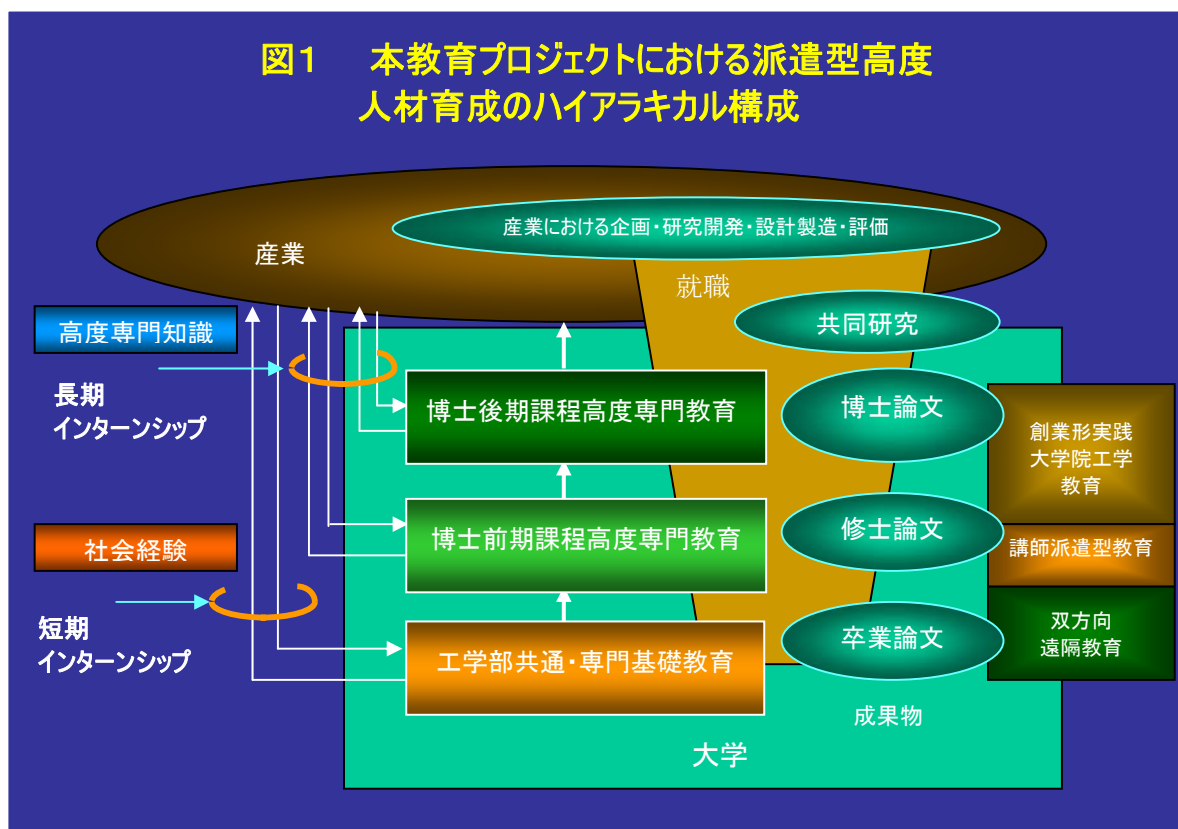 図１　本教育プロジェクトにおける派遣型高度
人材育成のハイアラキカル構成
産業における企画・研究開発・設計製造・評価
産業
就職
高度専門知識
共同研究
長期
インターンシップ
博士後期課程高度専門教育
博士論文
創業形実践
大学院工学
教育
社会経験
博士前期課程高度専門教育
修士論文
講師派遣型教育
短期
インターンシップ
工学部共通・専門基礎教育
卒業論文
双方向
遠隔教育
成果物
大学